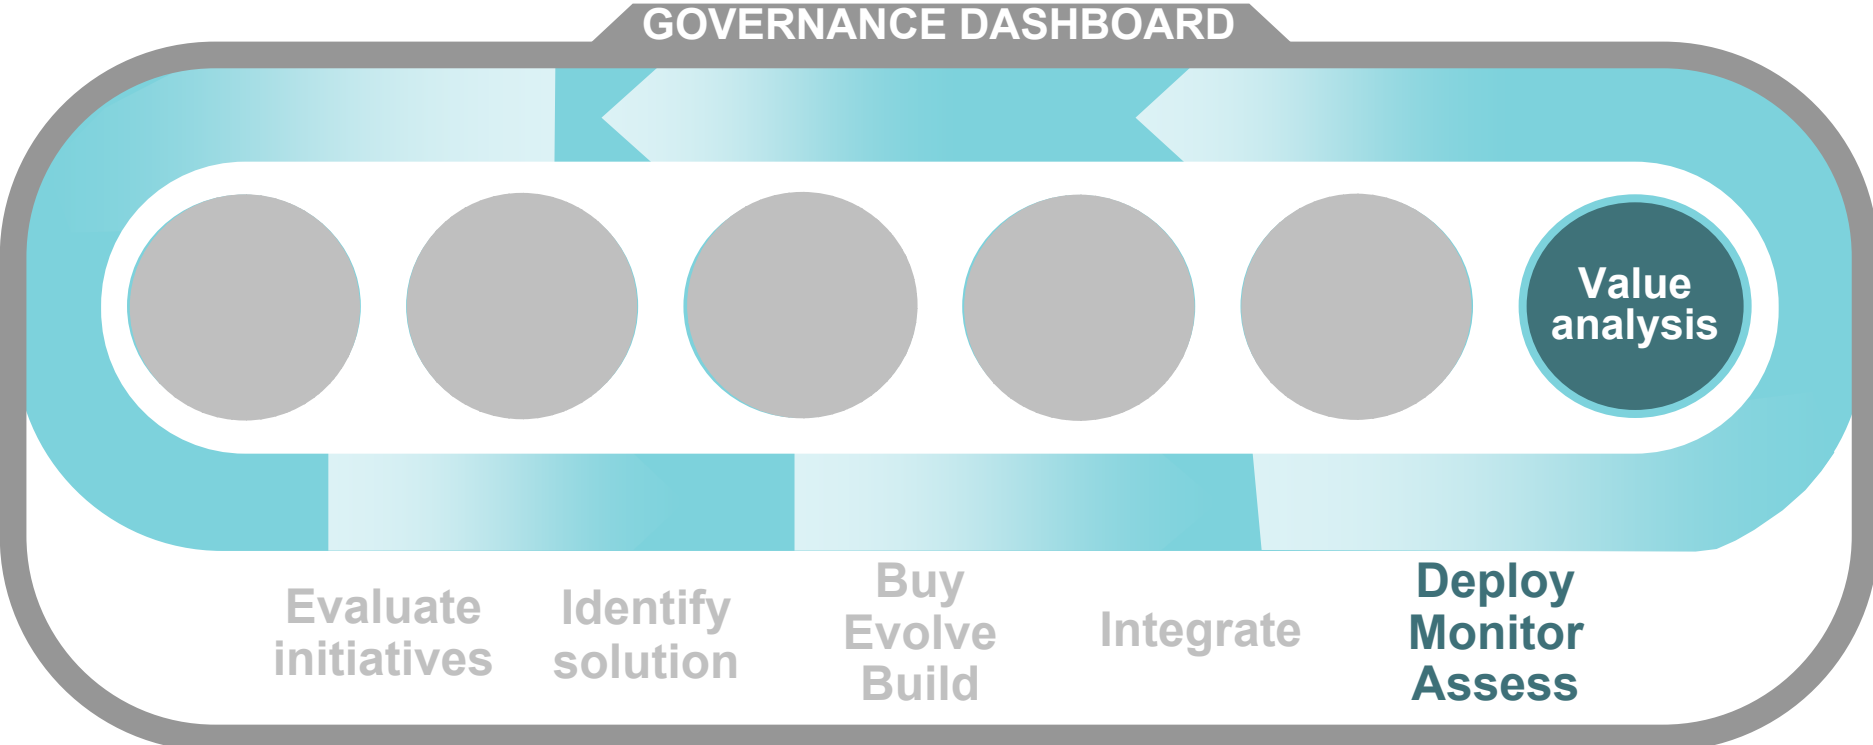 GOVERNANCE DASHBOARD
Value
analysis
Evaluate
initiatives
Identify
solution
Buy
Evolve
Build
Integrate
Deploy
Monitor
Assess